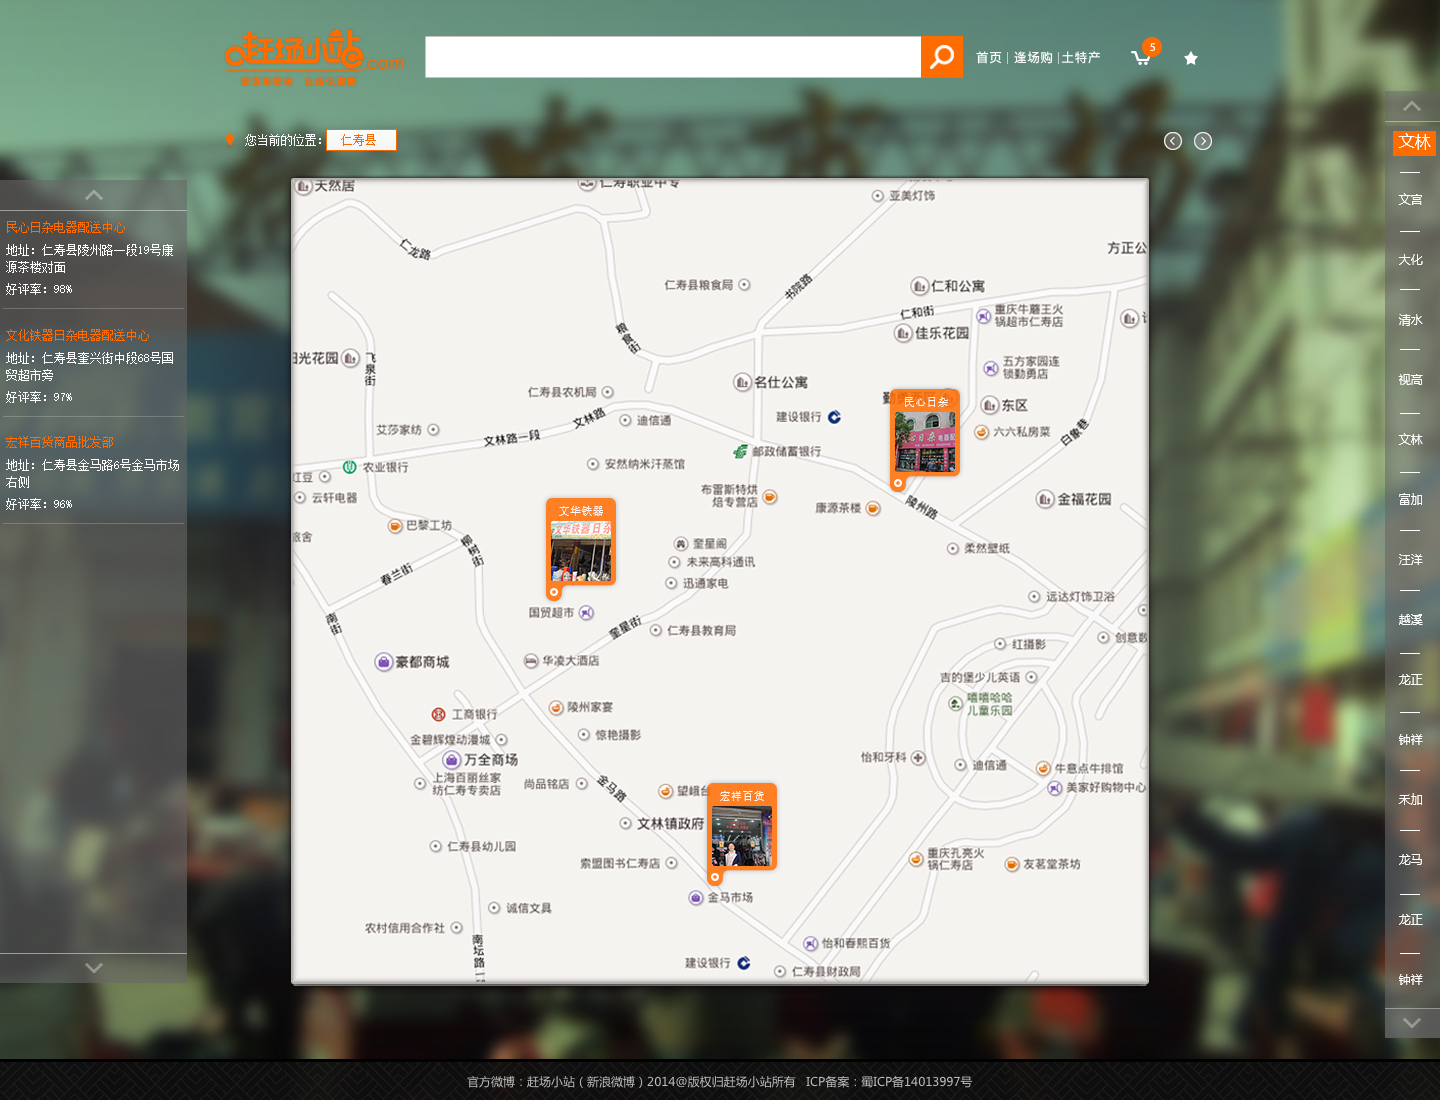 赶场小站.com
首页 | 逢场购 | 土特产
5
您当前的位置： 仁寿县
民心日杂电器配送中心
地址：仁寿县陵州路一段19号康
源茶楼对面
好评率：98%
文化铁器日杂电器配送中心
地址：仁寿县奎兴街中段68号国
贸超市旁
好评率：97%
宏祥百货商品批发部
地址：仁寿县金马路6号金马市场
右侧
好评率：96%
天然居
仁寿职业中专
亚美灯饰
仁龙路
方正公
仁寿县粮食局
书院路
仁和公寓
仁和街
重庆牛蘑王火
锅超市仁寿店
粮食街
佳乐花园
阳光花园
飞泉街
五方家园连
锁勤勇店
名仕公寓
仁寿县农机局
民心日杂
东区
文林路
迪信通
建设银行
艾莎家纺
文林路一段
六六私房菜
白象巷
邮政储蓄银行
农业银行
安然纳米汗蒸馆
红豆
云轩电器
布雷斯特烘
焙专营店
康源茶楼
陵州路
金福花园
文华铁器
巴黎工坊
旅舍
柳树街
奎星阁
柔然壁纸
未来高科通讯
春兰街
迅通家电
远达灯饰卫浴
国贸超市
南街
奎星街
仁寿县教育局
创意数
红摄影
豪都商城
华凌大酒店
吉的堡少儿英语
嘻嘻哈哈
儿童乐园
陵州家宴
工商银行
惊艳摄影
金碧辉煌动漫城
万全商场
怡和牙科
迪信通
牛意点牛排馆
上海百丽丝家
纺仁寿专卖店
尚品铭店
金马路
望峨台
宏祥百货
美家好购物中心
文林镇政府
仁寿县幼儿园
索盟图书仁寿店
重庆孔亮火
锅仁寿店
友茗堂茶坊
金马市场
诚信文具
农村信用合作社
南坛路一段
怡和春熙百货
建设银行
仁寿县财政局
文林
文宫
大化
清水
视高
文林
富加
汪洋
越溪
龙正
钟祥
禾加
龙马
龙正
钟祥
官方微博：赶场小站（新浪微博）2014@版权归赶场小站所有 ICP备案：蜀ICP备14013997号